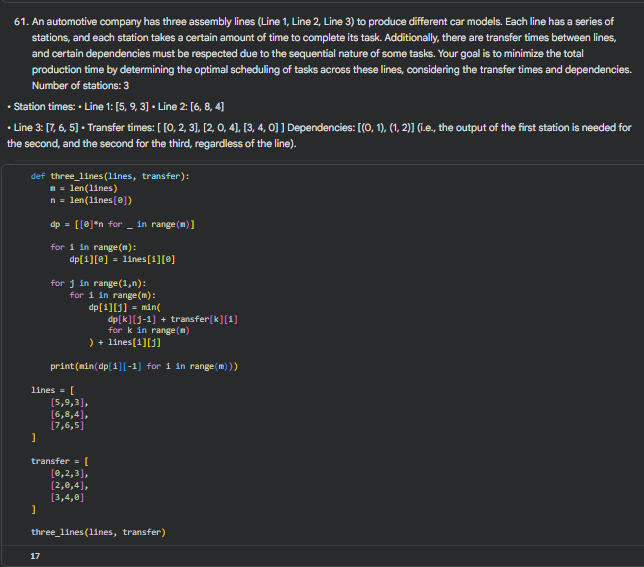 61. An automotive company has three assembly lines (Line 1, Line 2, Line 3) to produce different car models. Each line has a series of
stations, and each station takes a certain amount of time to complete its task. Additionally, there are transfer times between lines,
and certain dependencies must be respected due to the sequential nature of some tasks. Your goal is to minimize the total
production time by determining the optimal scheduling of tasks across these lines, considering the transfer times and dependencies.
Number of stations: 3
• Station times: • Line 1: [5, 9, 3] • Line 2: [6, 8, 4]
• Line 3: [7, 6, 5] • Transfer times: [ [0, 2, 3], [2, 0, 4], [3, 4, 0] ] Dependencies: [(0, 1), (1, 2)] (i.e., the output of the first station is needed for
the second, and the second for the third, regardless of the line).
def three_lines(lines, transfer):
    m = len(lines)
    n = len(lines[0])
    dp = [[0]*n for _ in range(m)]
    for i in range(m):
        dp[i][0] = lines[i][0]
    for j in range(1,n):
        for i in range(m):
            dp[i][j] = min(
                dp[k][j-1] + transfer[k][i]
                for k in range(m)
            ) + lines[i][j]
    print(min(dp[i][-1] for i in range(m)))
lines = [
    [5,9,3],
    [6,8,4],
    [7,6,5]
]
transfer = [
    [0,2,3],
    [2,0,4],
    [3,4,0]
]
three_lines(lines, transfer)
17